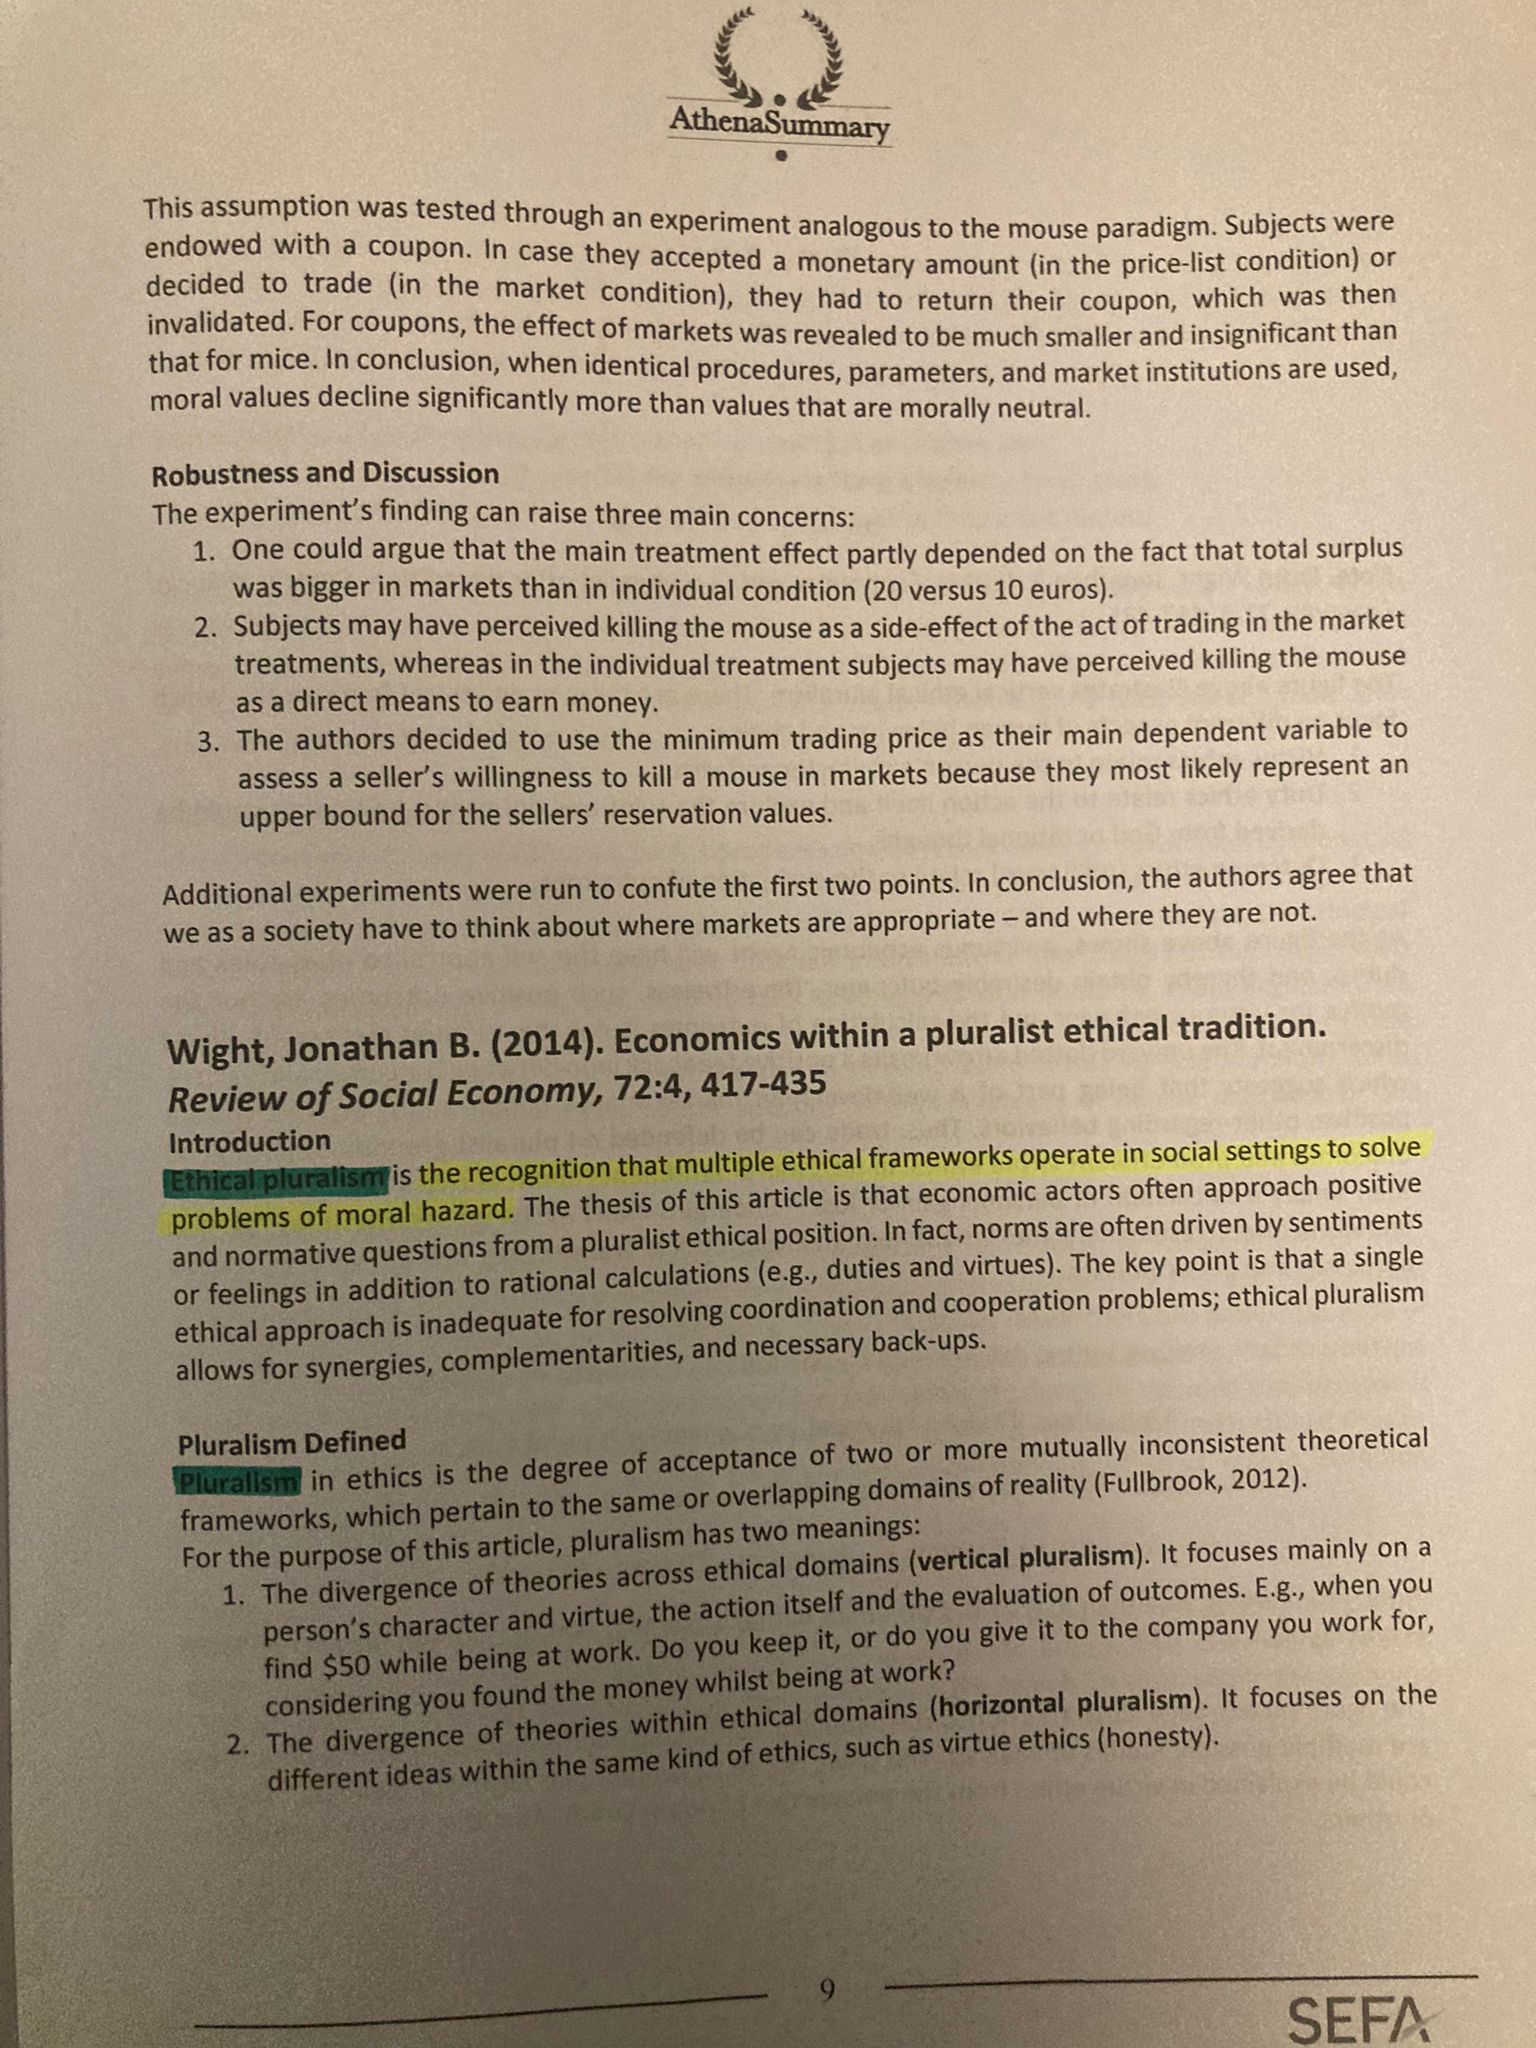 AthenaSummary
This assumption was tested through an experiment analogous to the mouse paradigm. Subjects were
endowed with a coupon. In case they accepted a monetary amount (in the price-list condition) or
decided to trade (in the market condition), they had to return their coupon, which was then
invalidated. For coupons, the effect of markets was revealed to be much smaller and insignificant than
that for mice. In conclusion, when identical procedures, parameters, and market institutions are used,
moral values decline significantly more than values that are morally neutral.
Robustness and Discussion
The experiment's finding can raise three main concerns:
1. One could argue that the main treatment effect partly depended on the fact that total surplus
was bigger in markets than in individual condition (20 versus 10 euros).
2. Subjects may have perceived killing the mouse as a side-effect of the act of trading in the market
treatments, whereas in the individual treatment subjects may have perceived killing the mouse
as a direct means to earn money.
3. The authors decided to use the minimum trading price as their main dependent variable to
assess a seller's willingness to kill a mouse in markets because they most likely represent an
upper bound for the sellers' reservation values.
Additional experiments were run to confute the first two points. In conclusion, the authors agree that
we as a society have to think about where markets are appropriate – and where they are not.
Wight, Jonathan B. (2014). Economics within a pluralist ethical tradition.
Review of Social Economy, 72:4, 417-435
Introduction
Ethical pluralism is the recognition that multiple ethical frameworks operate in social settings to solve
problems of moral hazard. The thesis of this article is that economic actors often approach positive
and normative questions from a pluralist ethical position. In fact, norms are often driven by sentiments
or feelings in addition to rational calculations (e.g., duties and virtues). The key point is that a single
ethical approach is inadequate for resolving coordination and cooperation problems; ethical pluralism
allows for synergies, complementarities, and necessary back-ups.
Pluralism Defined
Pluralism in ethics is the degree of acceptance of two or more mutually inconsistent theoretical
frameworks, which pertain to the same or overlapping domains of reality (Fullbrook, 2012).
For the purpose of this article, pluralism has two meanings:
1. The divergence of theories across ethical domains (vertical pluralism). It focuses mainly on a
person's character and virtue, the action itself and the evaluation of outcomes. E.g., when you
find $50 while being at work. Do you keep it, or do you give it to the company you work for,
considering you found the money whilst being at work?
2. The divergence of theories within ethical domains (horizontal pluralism). It focuses on the
different ideas within the same kind of ethics, such as virtue ethics (honesty).
9
SEFA